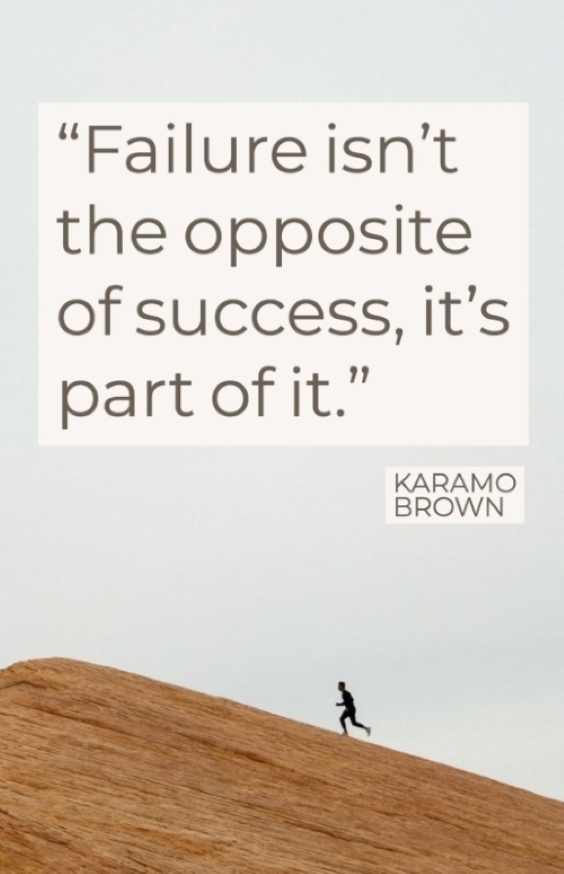 “Failure isn’t
the opposite
of success, it’s
part of it.”
KARAMO
BROWN